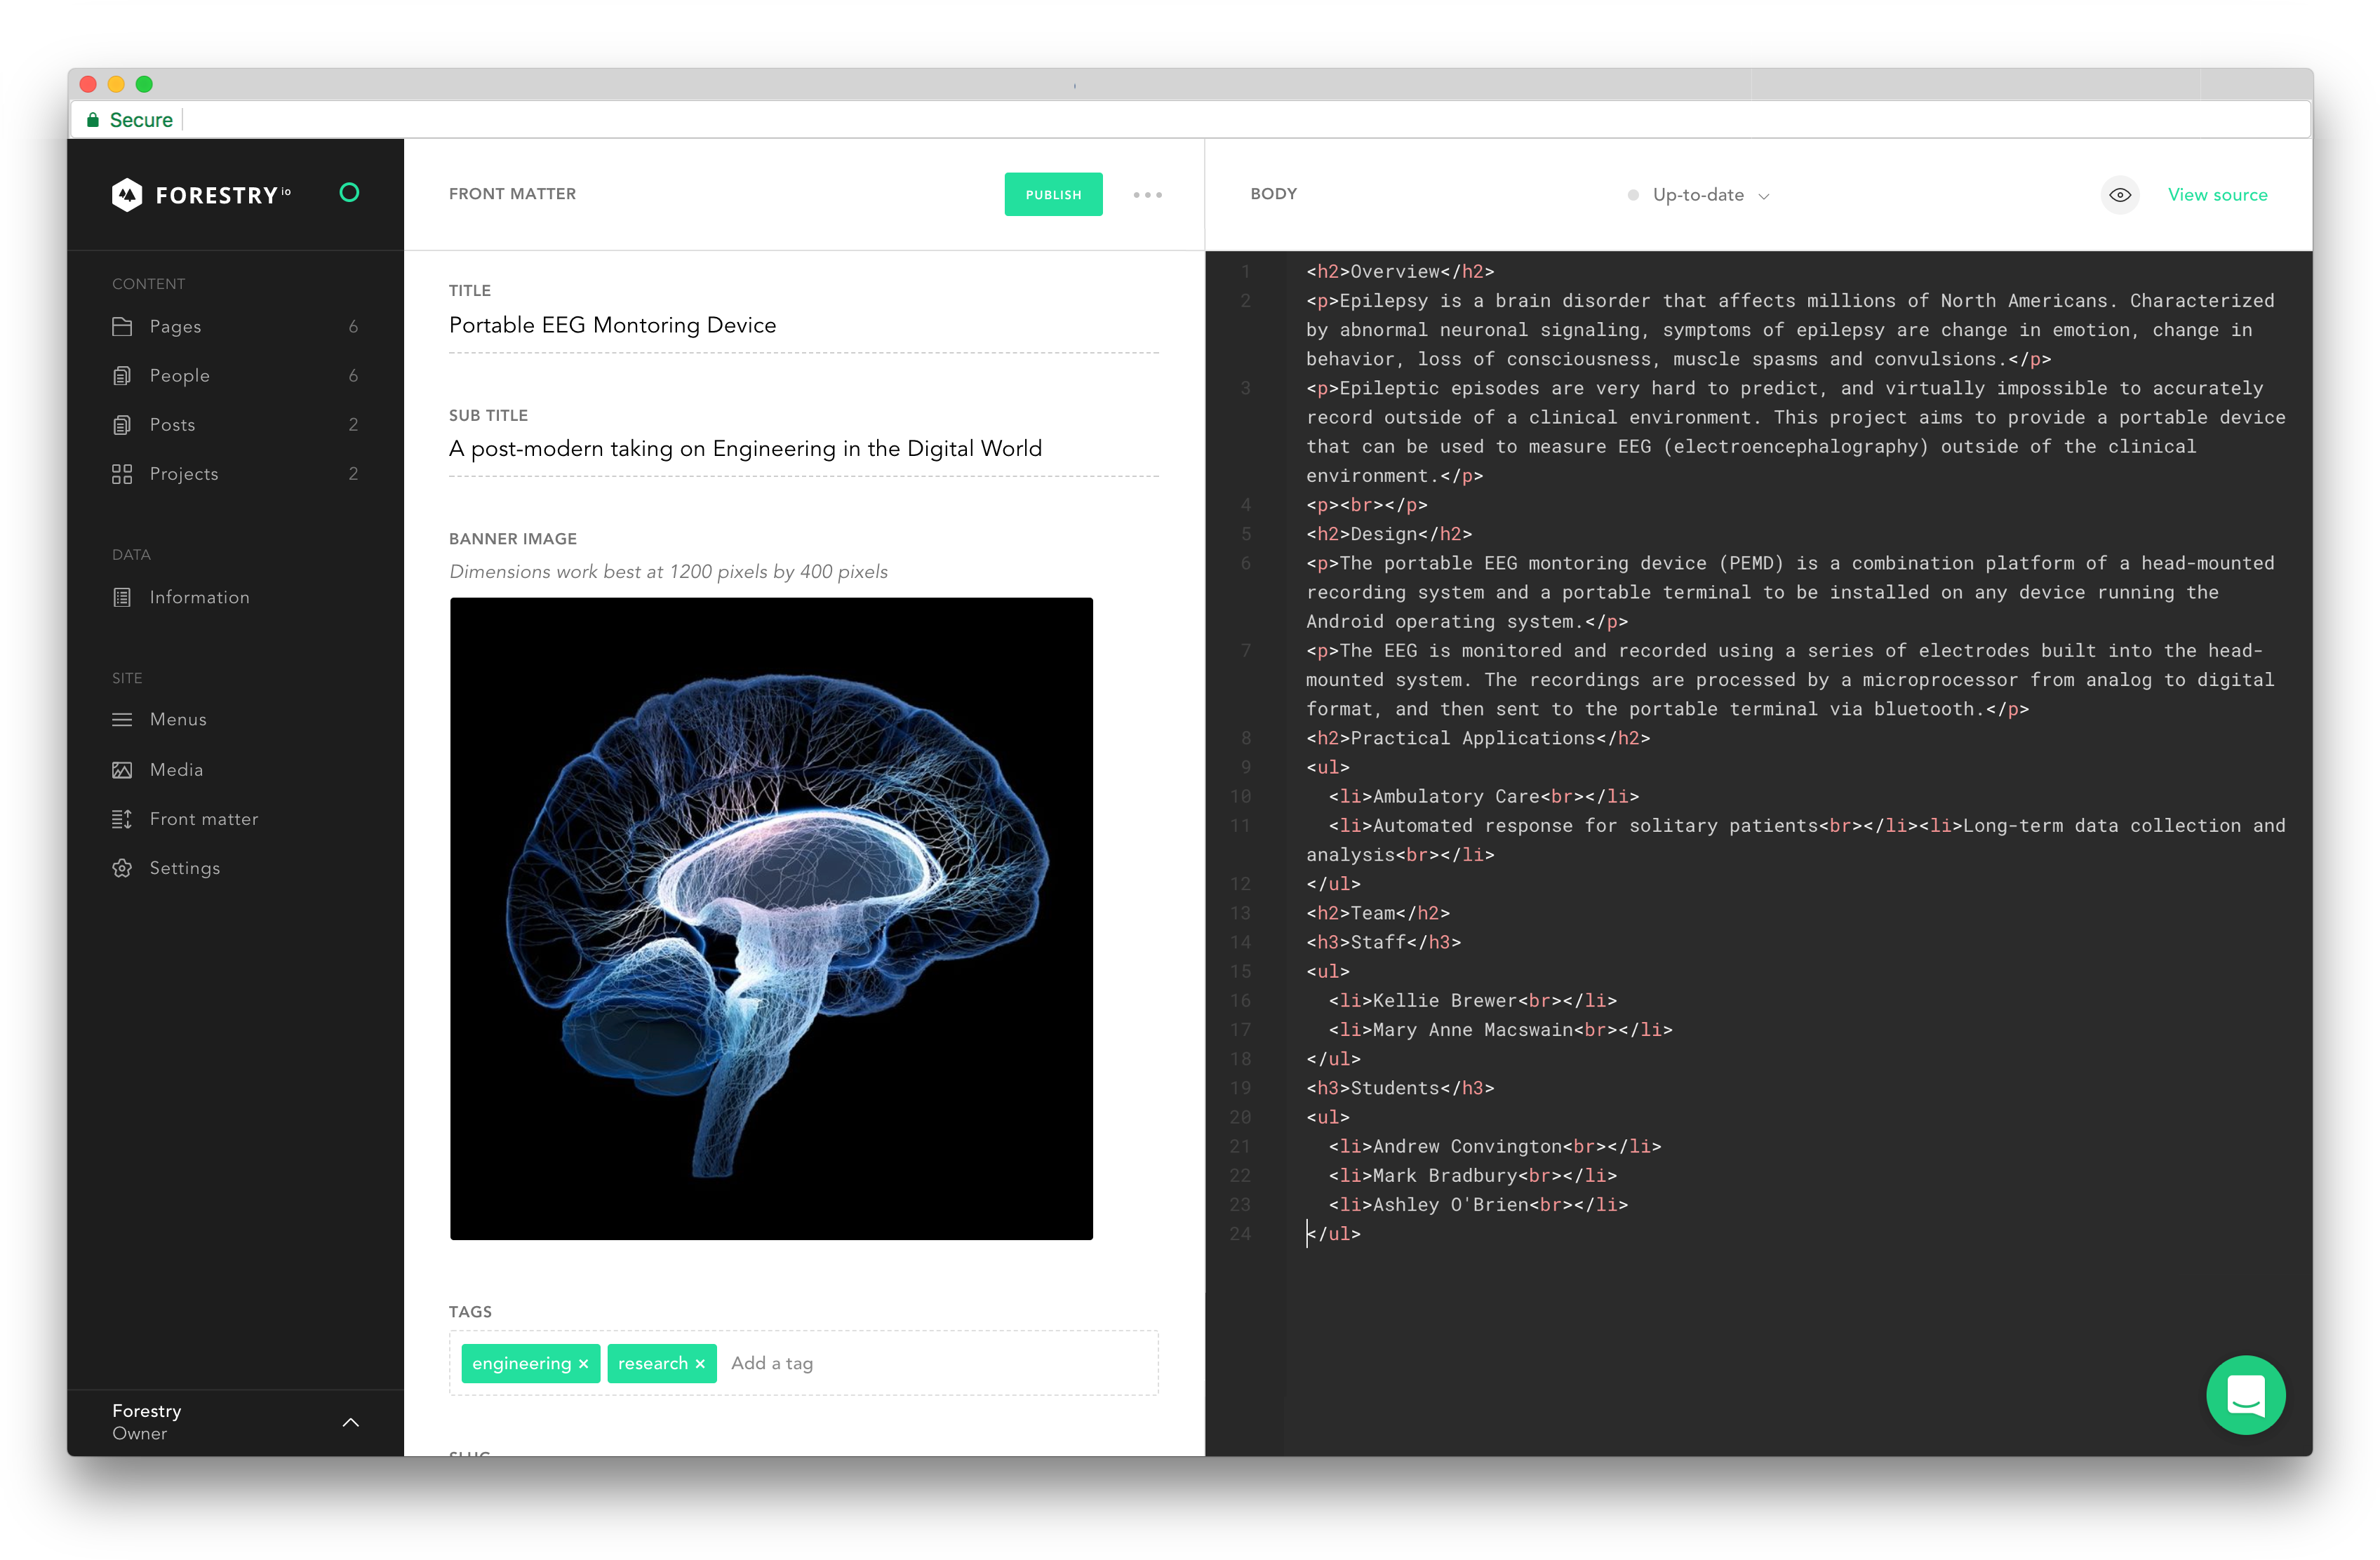 Secure
FORESTRY io
CONTENT
Pages 6
People 6
Posts 2
Projects 2
DATA
Information
SITE
Menus
Media
Front matter
Settings
Forestry
Owner
FRONT MATTER
PUBLISH
TITLE
Portable EEG Montoring Device
SUB TITLE
A post-modern taking on Engineering in the Digital World
BANNER IMAGE
Dimensions work best at 1200 pixels by 400 pixels
TAGS
engineering × research × Add a tag
SLUG
BODY
Up-to-date
View source
1 <h2>Overview</h2>
2 <p>Epilepsy is a brain disorder that affects millions of North Americans. Characterized
by abnormal neuronal signaling, symptoms of epilepsy are change in emotion, change in
behavior, loss of consciousness, muscle spasms and convulsions.</p>
3 <p>Epileptic episodes are very hard to predict, and virtually impossible to accurately
record outside of a clinical environment. This project aims to provide a portable device
that can be used to measure EEG (electroencephalography) outside of the clinical
environment.</p>
4 <p><br></p>
5 <h2>Design</h2>
6 <p>The portable EEG montoring device (PEMD) is a combination platform of a head-mounted
recording system and a portable terminal to be installed on any device running the
Android operating system.</p>
7 <p>The EEG is monitored and recorded using a series of electrodes built into the head-
mounted system. The recordings are processed by a microprocessor from analog to digital
format, and then sent to the portable terminal via bluetooth.</p>
8 <h2>Practical Applications</h2>
9 <ul>
10 <li>Ambulatory Care<br></li>
11 <li>Automated response for solitary patients<br></li><li>Long-term data collection and
analysis<br></li>
12 </ul>
13 <h2>Team</h2>
14 <h3>Staff</h3>
15 <ul>
16 <li>Kellie Brewer<br></li>
17 <li>Mary Anne Macswain<br></li>
18 </ul>
19 <h3>Students</h3>
20 <ul>
21 <li>Andrew Convington<br></li>
22 <li>Mark Bradbury<br></li>
23 <li>Ashley O'Brien<br></li>
24 </ul>